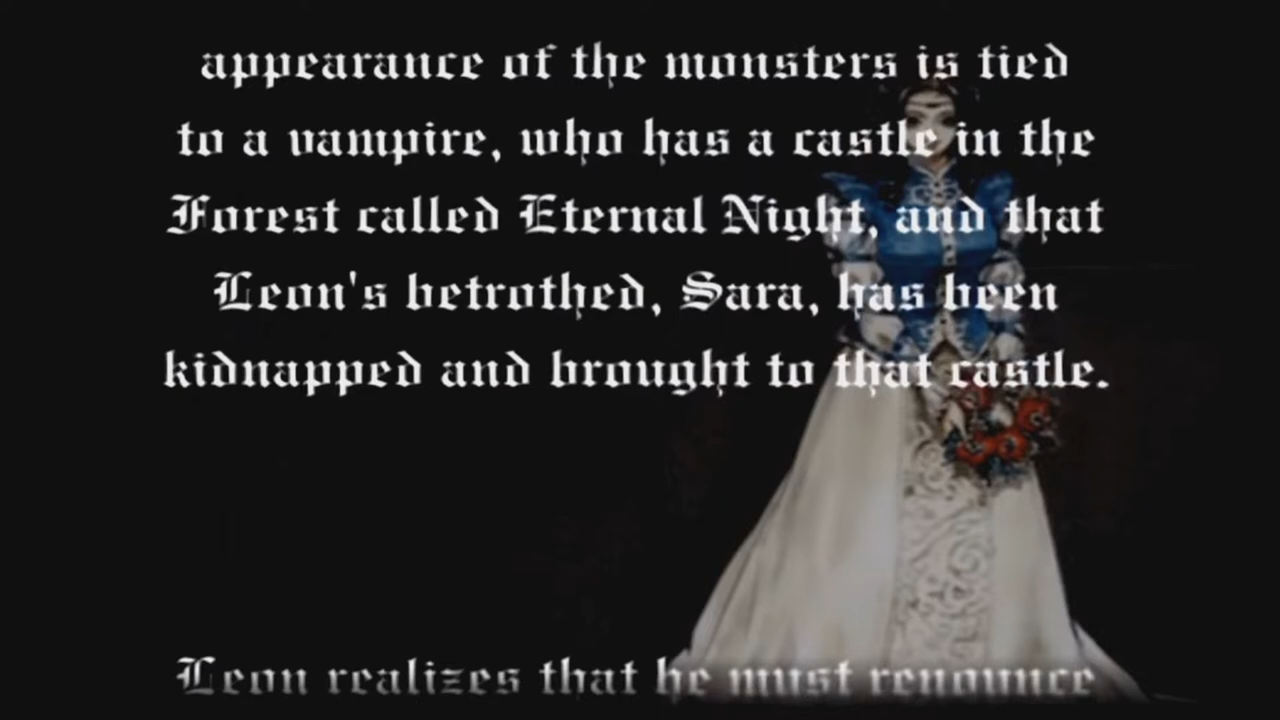 appearance of the monsters is tied
to a vampire, who has a castle in the
Forest called Eternal Night, and that
Leon's betrothed, Sara, has been
kidnapped and brought to that castle.
Leon realizes that he must renounce